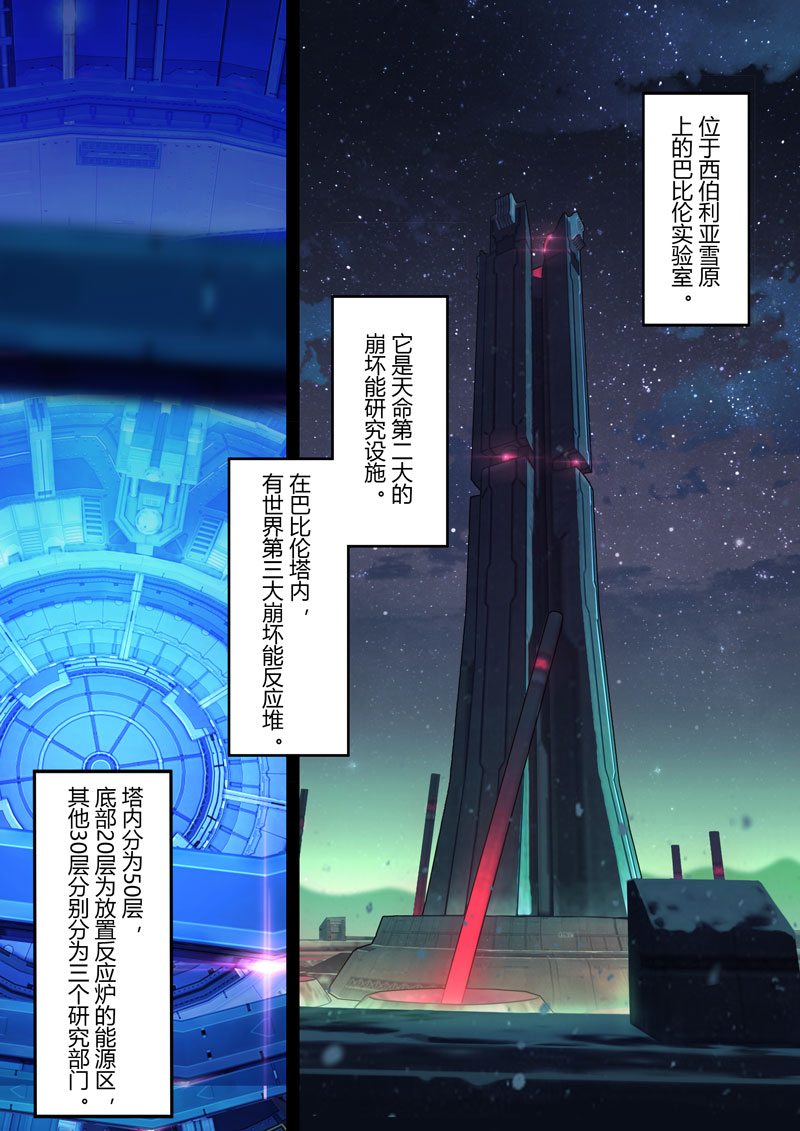 位于西伯利亚雪原
上的巴比伦实验室。
它是天命第二大的
崩坏能研究设施。
在巴比伦塔内，
有世界第三大崩坏能反应堆。
塔内分为50层，
底部20层为放置反应炉的能源区，
其他30层分别分为三个研究部门。